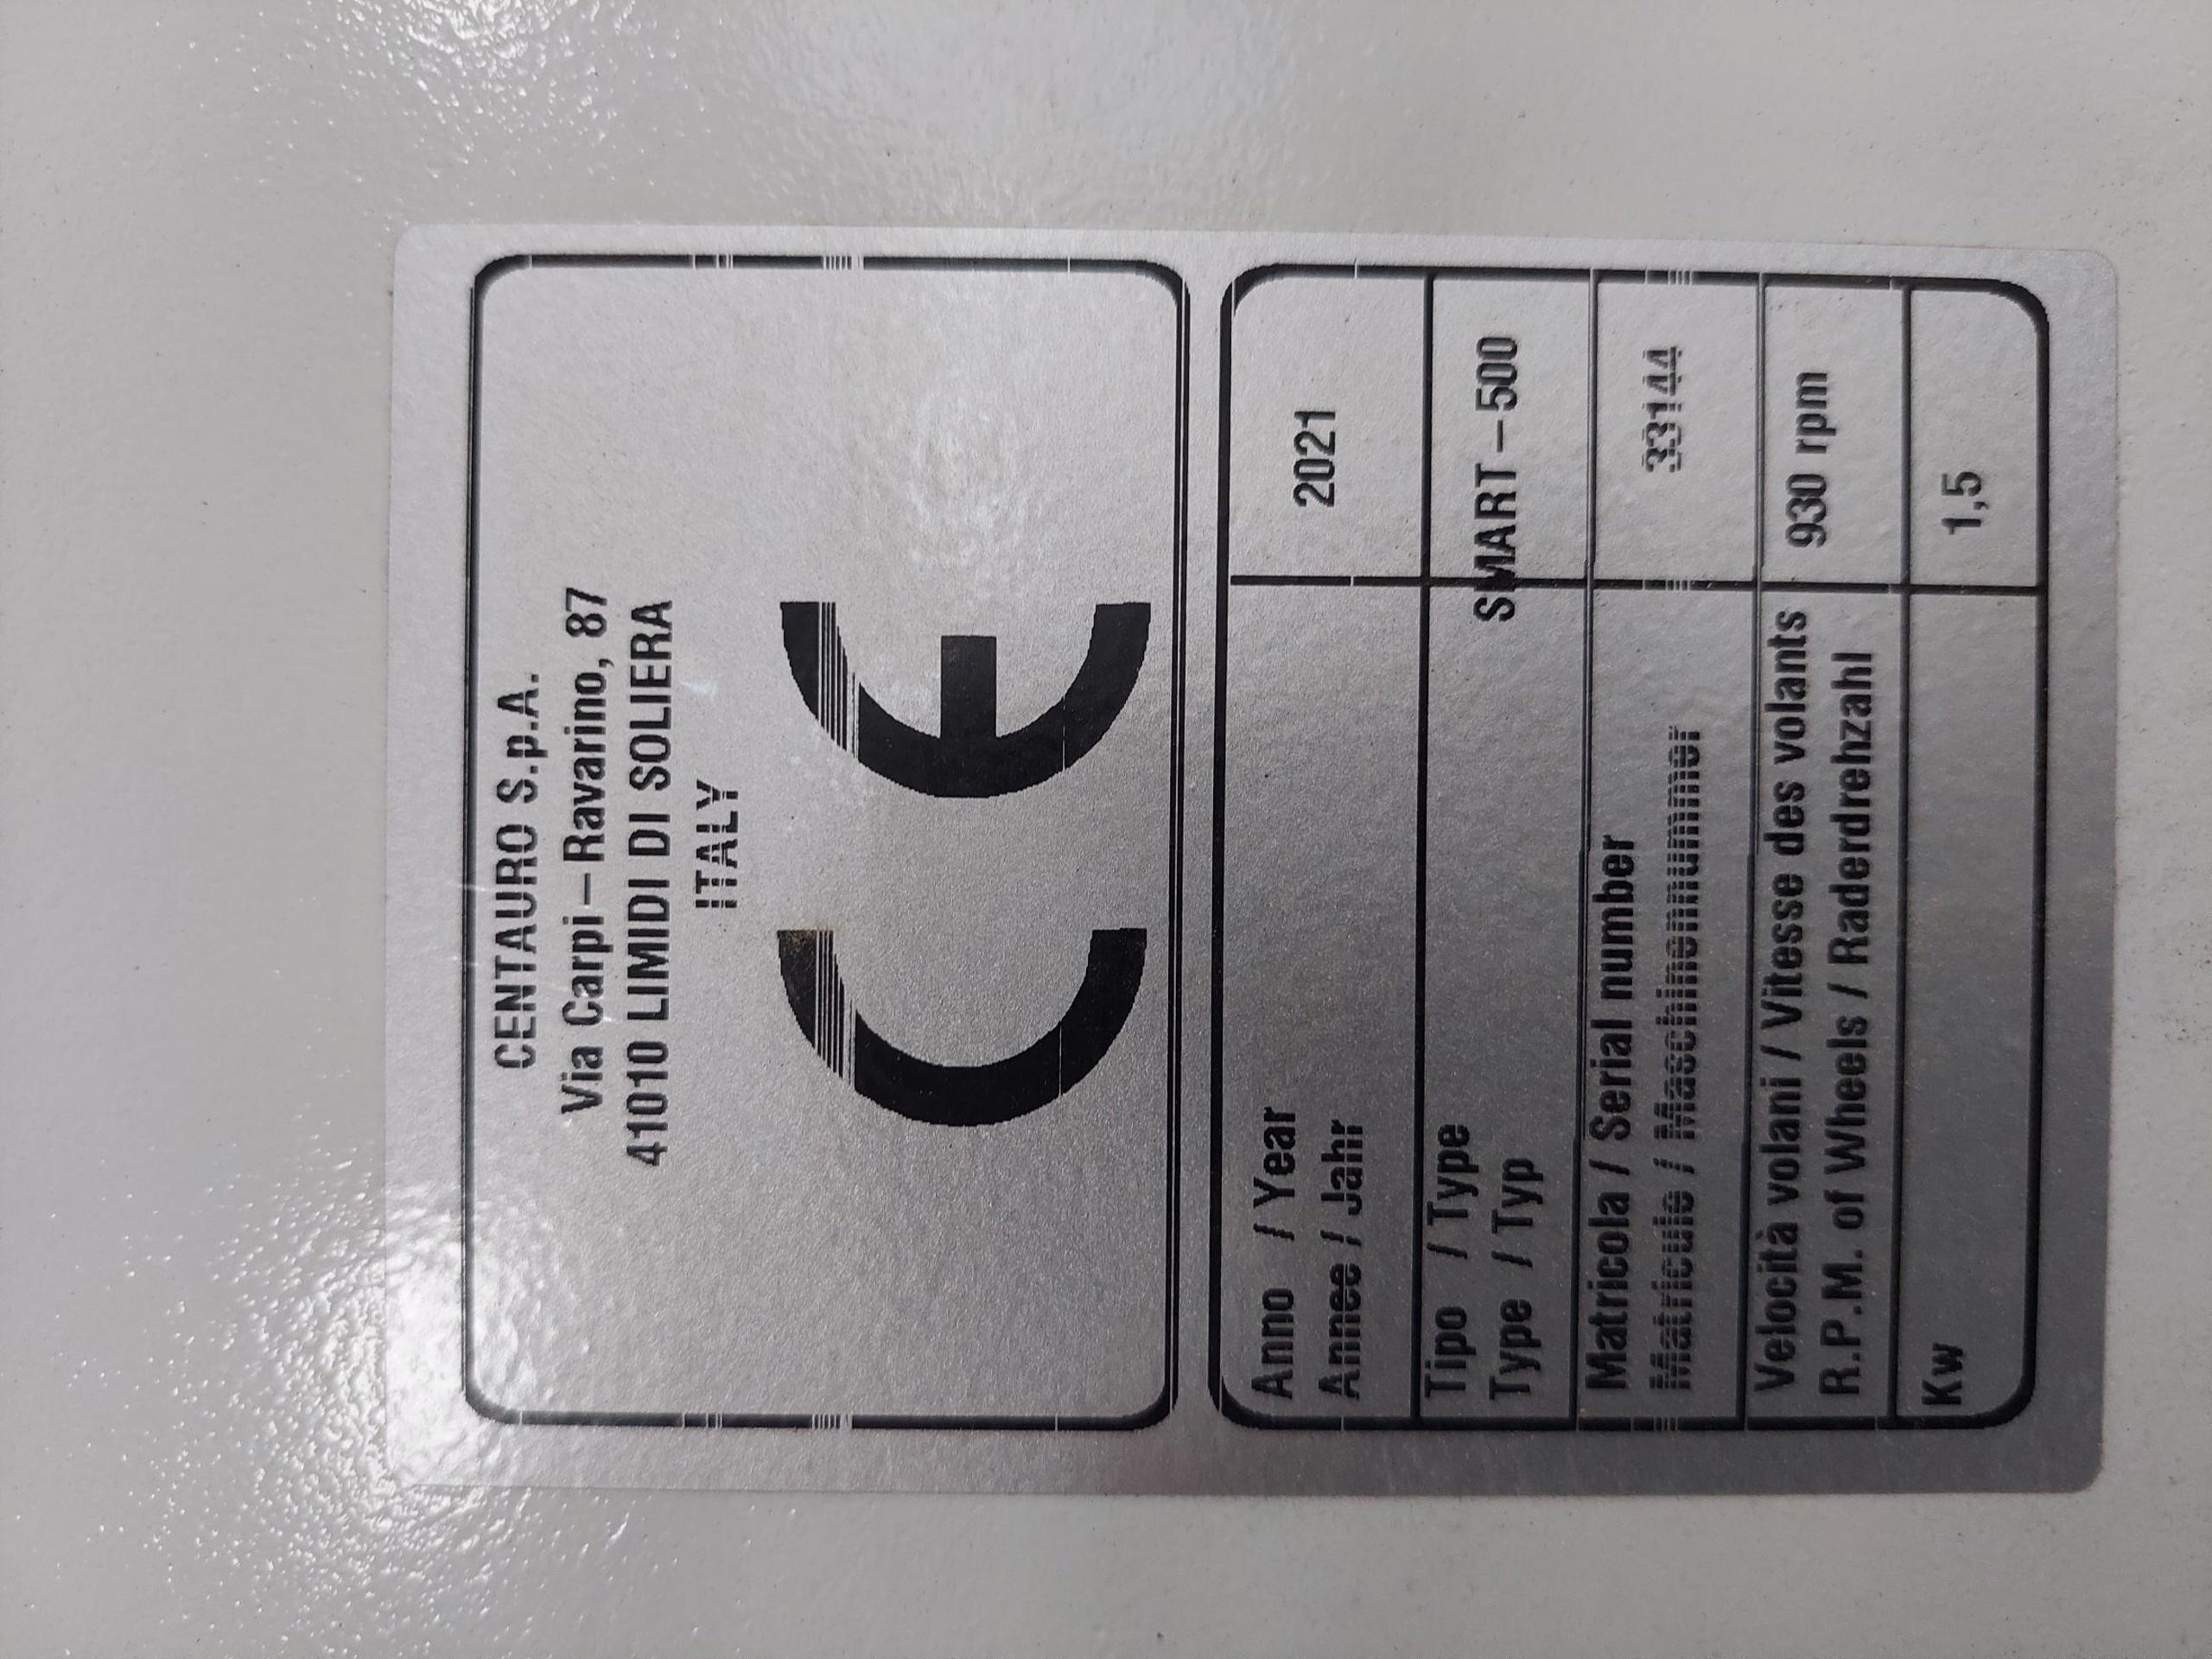 CENTAURO S.p.A.
Via Carpi-Ravarino, 87
41010 LIMIDI DI SOLIERA
ITALY
CE
Anno / Year
Annee / Jahr
2021
Tipo / Type
Type / Typ
SMART-500
Matricola / Serial number
Matricule / Maschinennummer
33144
Velocità volani / Vitesse des volants
R.P.M. of Wheels / Raderdrehzahl
930 rpm
Kw
1,5